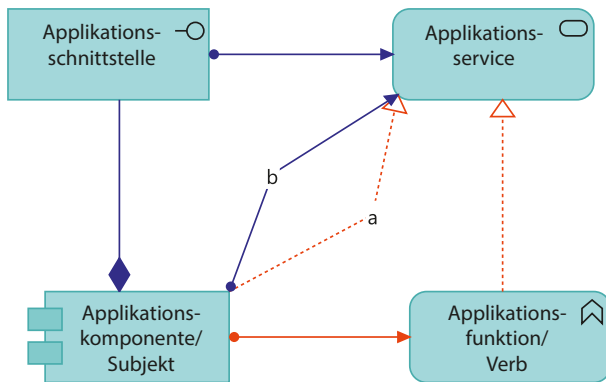 Applikations-
schnittstelle
Applikations-
service
b
a
Applikations-
komponente/
Subjekt
Applikations-
funktion/
Verb